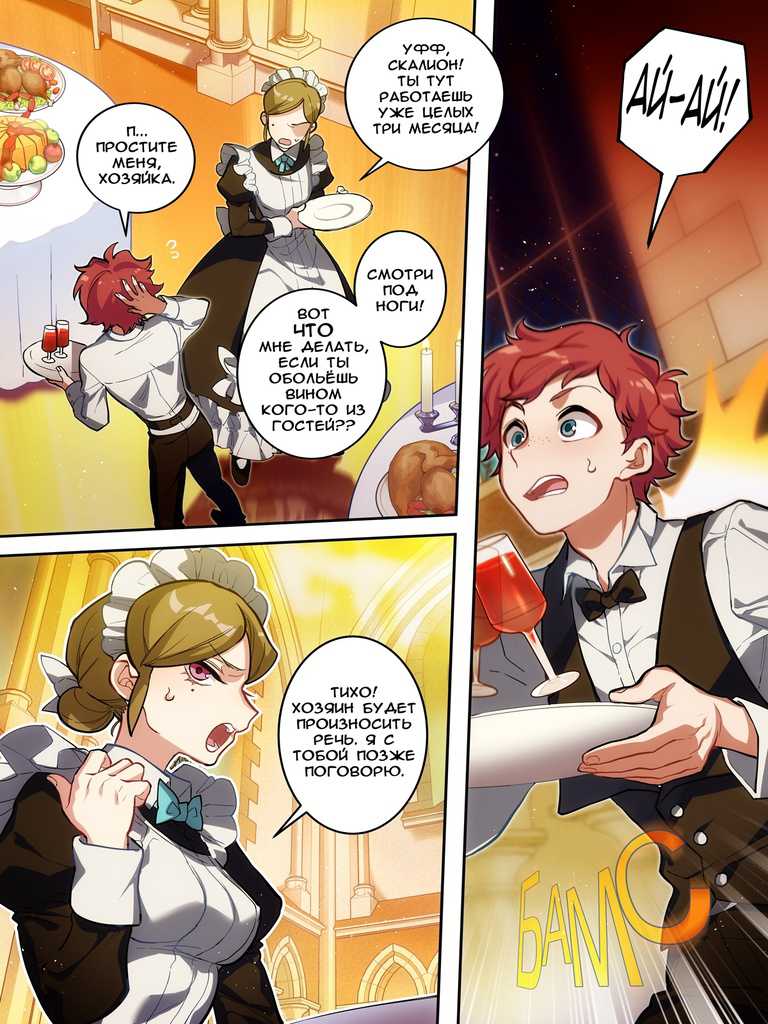 УФФ,
СКАЛИОН!
ТЫ ТУТ
РАБОТАЕШЬ
УЖЕ ЦЕЛЫХ
ТРИ МЕСЯЦА!
П...
ПРОСТИТЕ
МЕНЯ,
ХОЗЯЙКА.
СМОТРИ
ПОД
НОГИ!
ВОТ
ЧТО
МНЕ ДЕЛАТЬ,
ЕСЛИ ТЫ
ОБОЛЬЁШЬ
ВИНОМ
КОГО-ТО ИЗ
ГОСТЕЙ??
ТИХО!
ХОЗЯИН БУДЕТ
ПРОИЗНОСИТЬ
РЕЧЬ. Я С
ТОБОЙ ПОЗЖЕ
ПОГОВОРЮ.
АЙ-АЙ!
БАМС